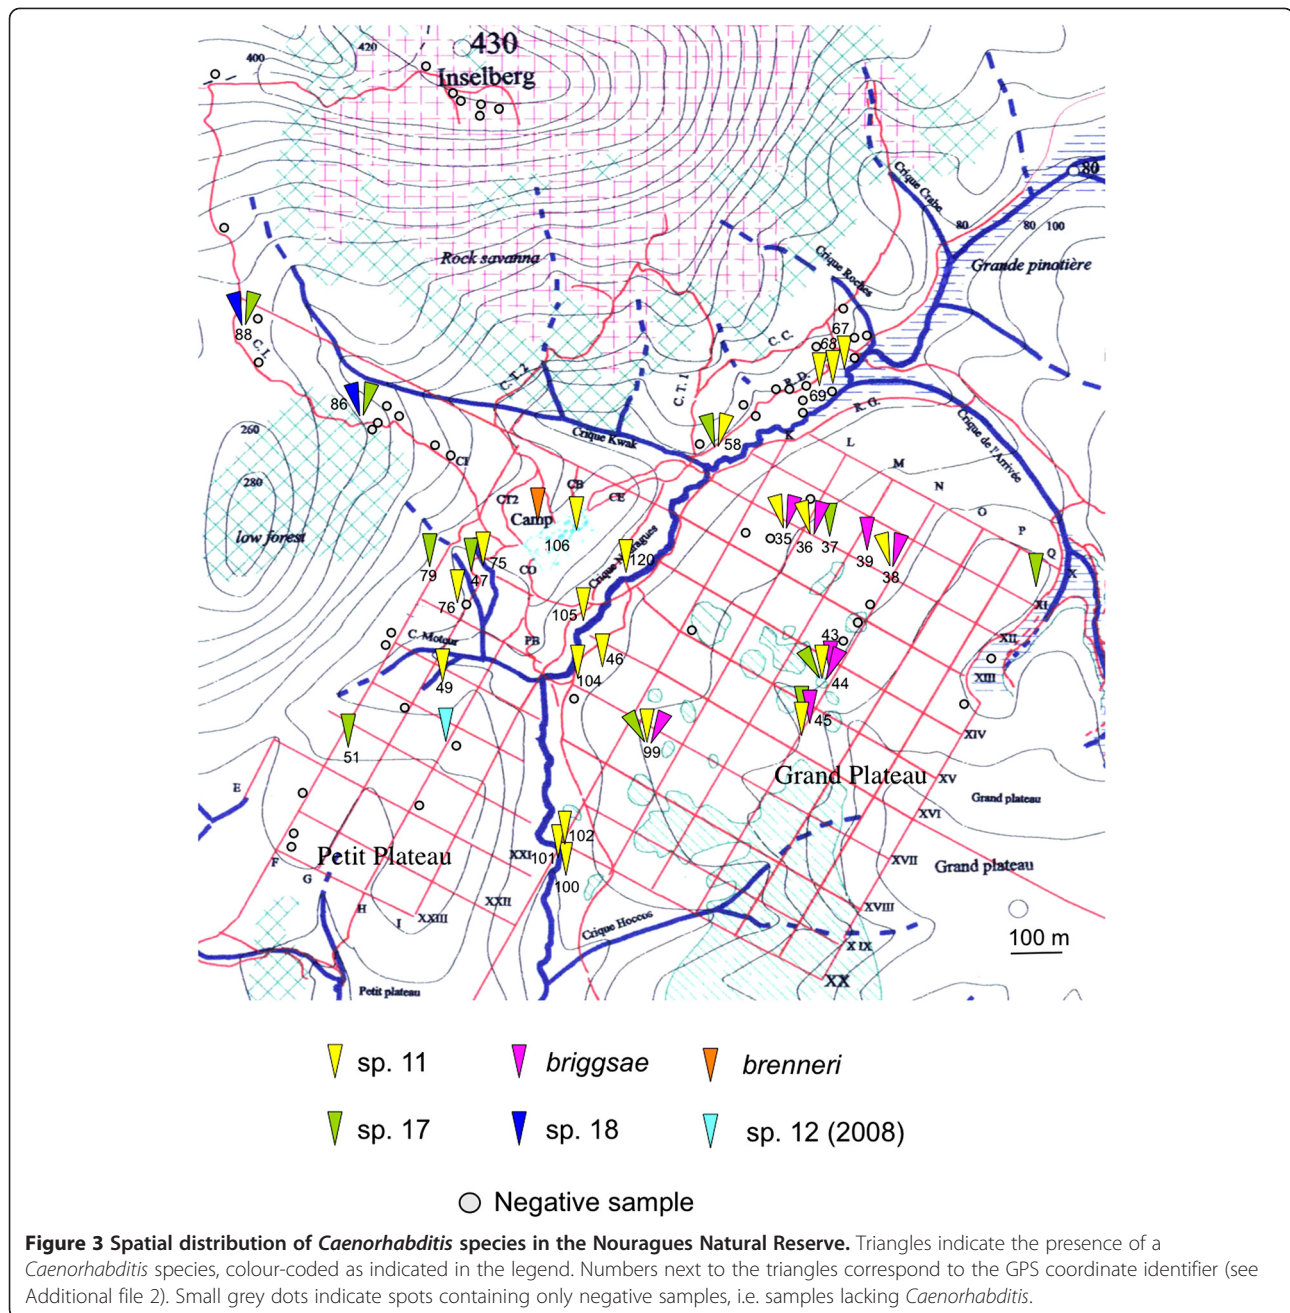 430
420
400
Inselberg
80
Crique Crabe
80
80 100
Rock savanna
Crique Roches
Grande pinotière
67
C. C.
68
88
C. I.
C. T. 2
C. T. 1
R. D.
69
R. G.
86
260
Crique Kwak
58
K
L
Crique de l'Arrivée
CI
M
280
CT2
CB
CE
N
O
low forest
Camp
106
35
36
37
P
39
38
Q
X
79
47
75
120
CO
Crique Nouragues
76
105
XI
C. Moteur
PB
46
43
XII
49
104
44
XIII
45
51
99
XIV
Grand Plateau
XV
E
Grand plateau
XVI
102
Petit Plateau
XXI
101
XVII
Grand plateau
F
G
100
H
I
XXIII
XXII
XVIII
Crique Hoccos
100 m
X IX
XX
Petit plateau
sp. 11
briggsae
brenneri
sp. 17
sp. 18
sp. 12 (2008)
Negative sample
Figure 3 Spatial distribution of Caenorhabditis species in the Nouragues Natural Reserve. Triangles indicate the presence of a
Caenorhabditis species, colour-coded as indicated in the legend. Numbers next to the triangles correspond to the GPS coordinate identifier (see
Additional file 2). Small grey dots indicate spots containing only negative samples, i.e. samples lacking Caenorhabditis.